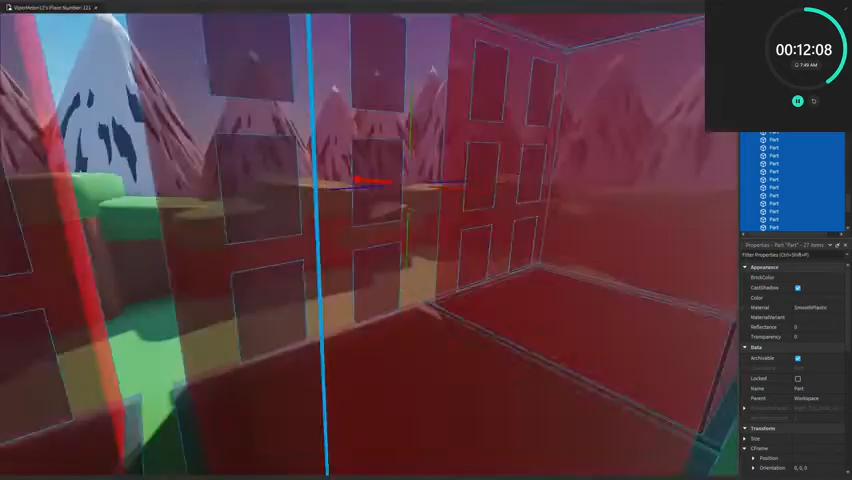 ViperMelon12's Place Number: 121 ×
00:12:08
7:49 AM
Part
Part
Part
Part
Part
Part
Part
Part
Part
Part
Part
Part
Properties - Part "Part" - 27 items
Filter Properties (Ctrl+Shift+P)
Appearance
BrickColor
CastShadow
Color
Material SmoothPlastic
MaterialVariant
Reflectance 0
Transparency 0
Data
Archivable
Locked
Name Part
Parent Workspace
Transform
Size
CFrame
Position
Orientation 0, 0, 0